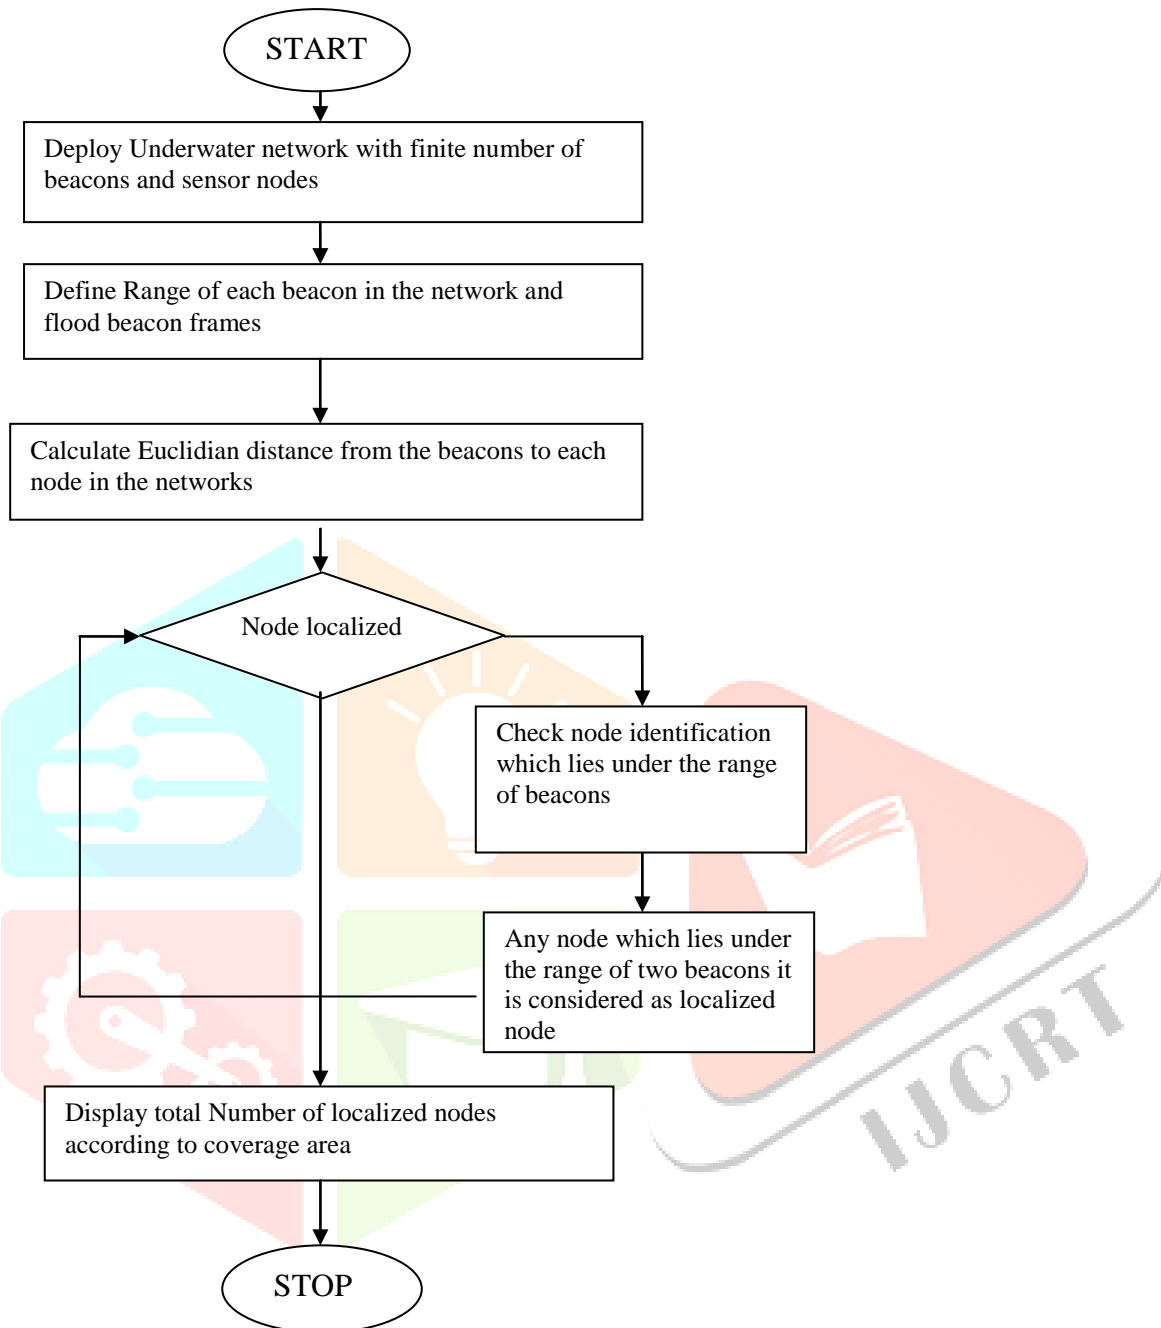 START
Deploy Underwater network with finite number of
beacons and sensor nodes
Define Range of each beacon in the network and
flood beacon frames
Calculate Euclidian distance from the beacons to each
node in the networks
Node localized
Check node identification
which lies under the range
of beacons
Any node which lies under
the range of two beacons it
is considered as localized
node
Display total Number of localized nodes
according to coverage area
STOP
IJCRT